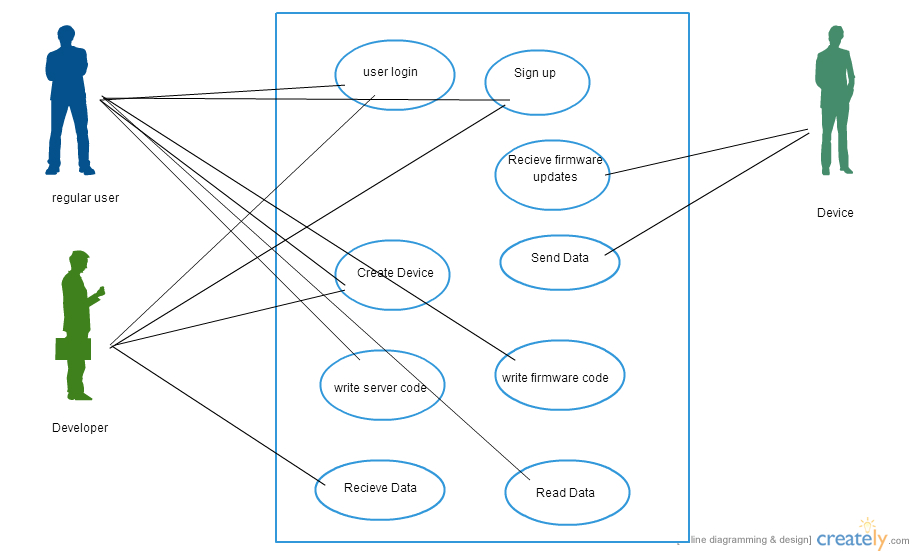 user login
Sign up
Recieve firmware
updates
regular user
Device
Send Data
Create Device
write server code
write firmware code
Developer
Recieve Data
Read Data
line diagramming & design]
creately.com